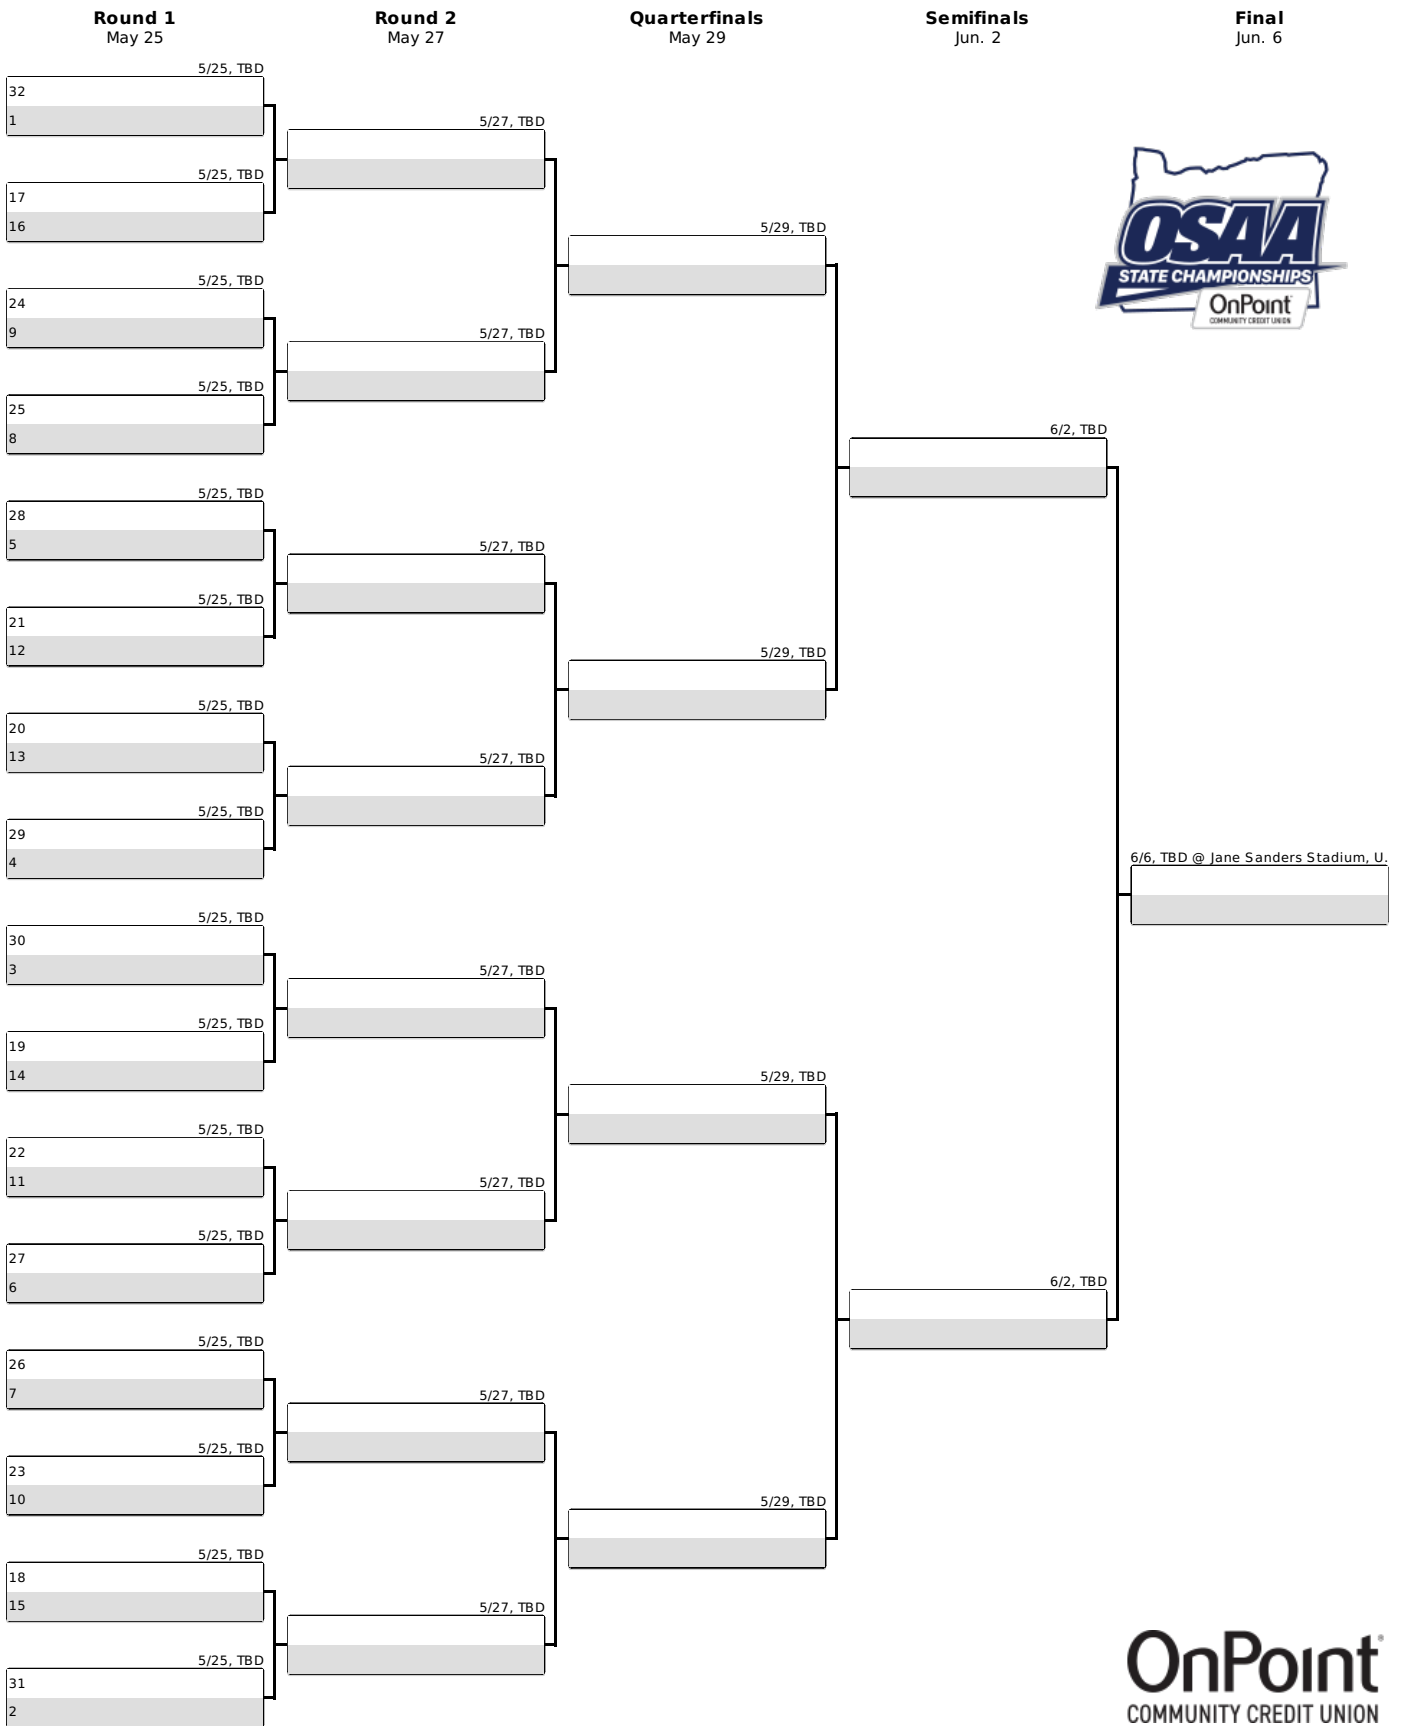 Round 1
May 25
Round 2
May 27
Quarterfinals
May 29
Semifinals
Jun. 2
Final
Jun. 6
5/25, TBD
32
1
5/25, TBD
17
16
5/25, TBD
24
9
5/25, TBD
25
8
5/25, TBD
28
5
5/25, TBD
21
12
5/25, TBD
20
13
5/25, TBD
29
4
5/25, TBD
30
3
5/25, TBD
19
14
5/25, TBD
22
11
5/25, TBD
27
6
5/25, TBD
26
7
5/25, TBD
23
10
5/25, TBD
18
15
5/25, TBD
31
2
5/27, TBD
5/27, TBD
5/27, TBD
5/27, TBD
5/27, TBD
5/27, TBD
5/27, TBD
5/27, TBD
5/29, TBD
5/29, TBD
5/29, TBD
5/29, TBD
6/2, TBD
6/2, TBD
6/6, TBD @ Jane Sanders Stadium, U.
OSAA
STATE CHAMPIONSHIPS
OnPoint
COMMUNITY CREDIT UNION
OnPoint®
COMMUNITY CREDIT UNION